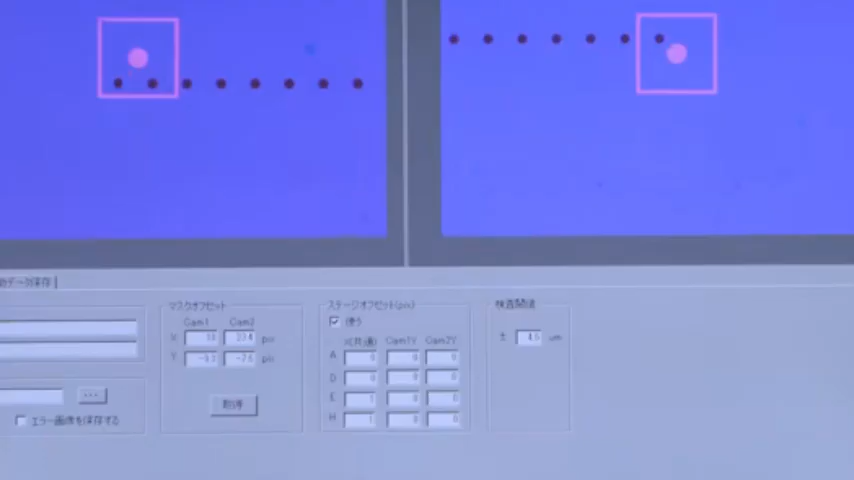 データ保存
マスクオフセット
Cam1 Cam2
X pix
Y pix
取得
エラー画像を保存する
ステージオフセット(pix)
使う
X(共通) Cam1Y Cam2Y
A 0 0 0
D 0 0 0
E 1 0 0
H 1 0 0
検査閾値
± 4.5 um